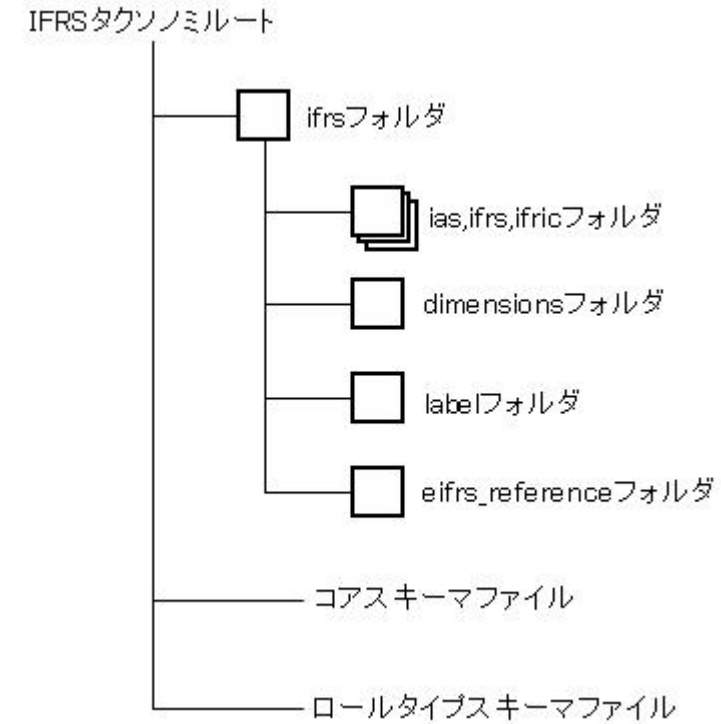 IFRSタクソノミルート
ifrsフォルダ
ias,ifrs,ifricフォルダ
dimensionsフォルダ
labelフォルダ
eifrs_referenceフォルダ
コアスキーマファイル
ロールタイプスキーマファイル